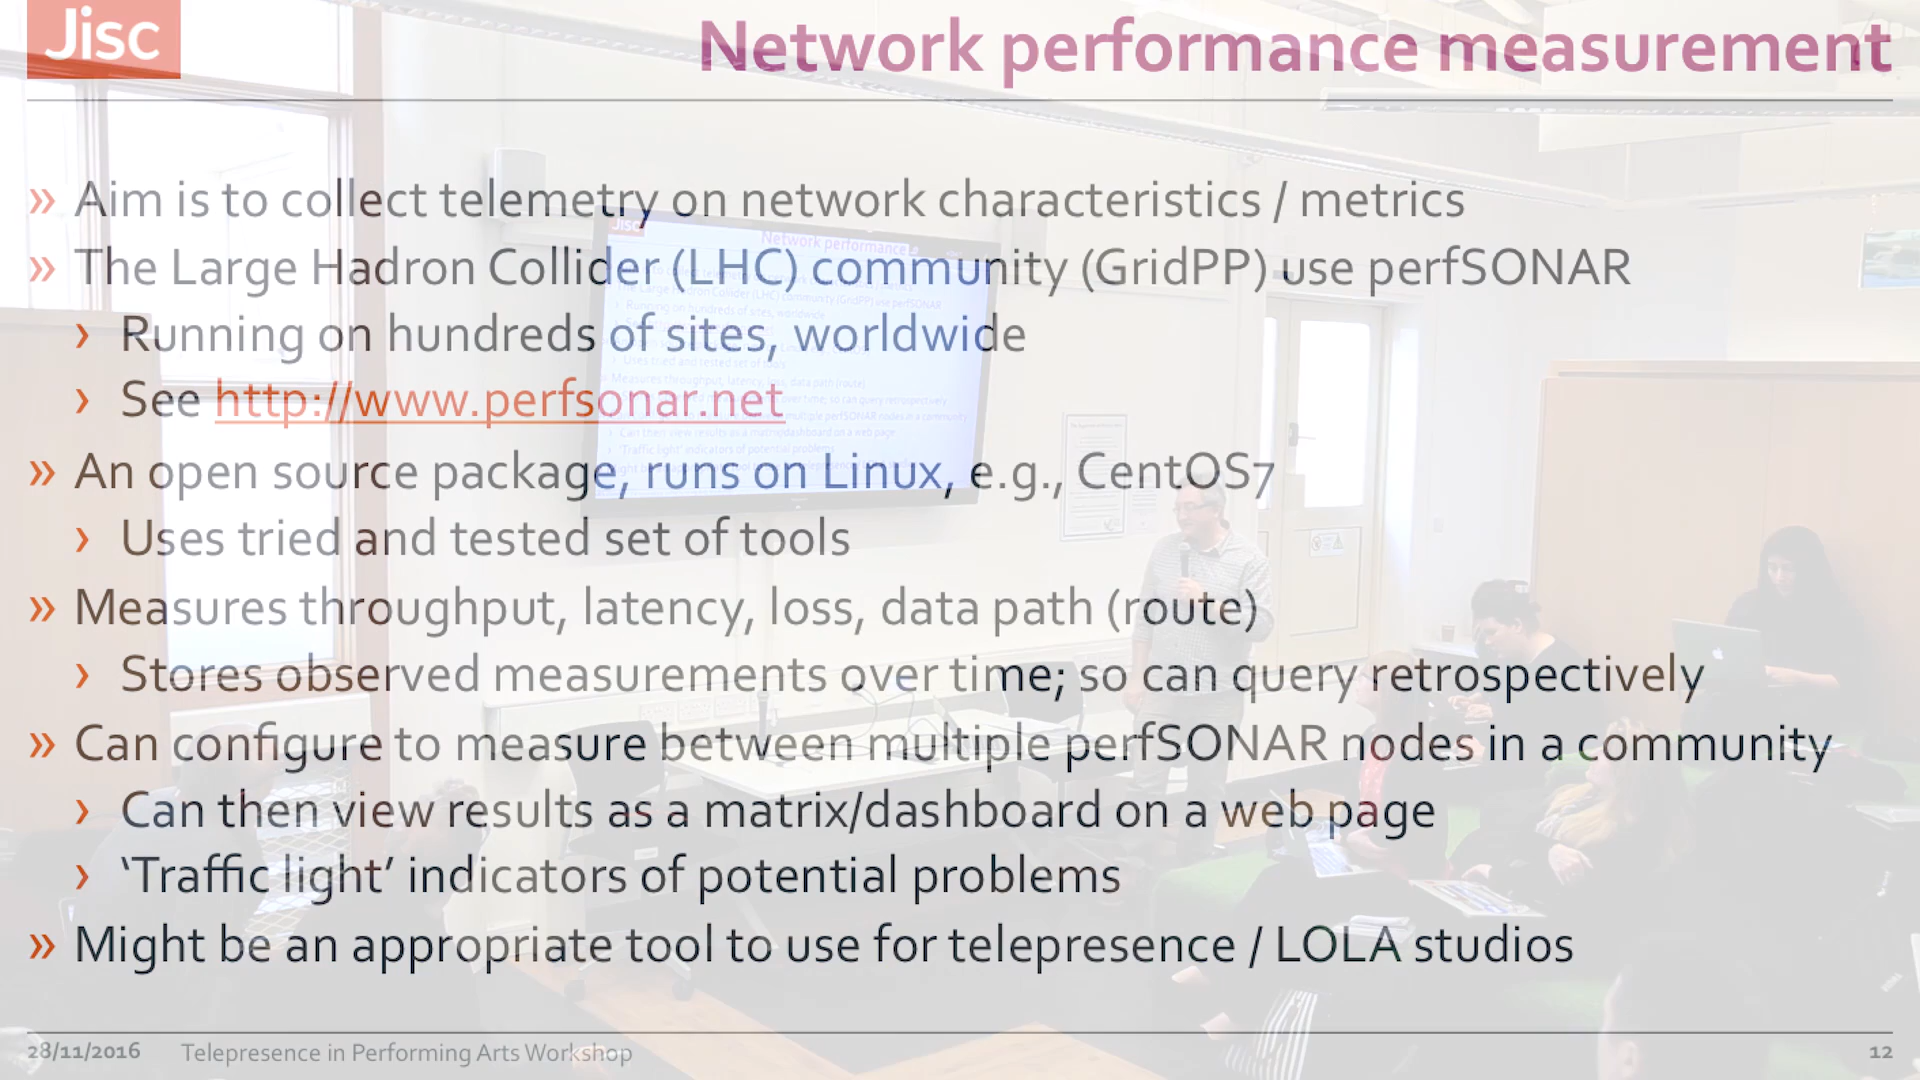 Jisc
Network performance measurement
» Aim is to collect telemetry on network characteristics / metrics
» The Large Hadron Collider (LHC) community (GridPP) use perfSONAR
› Running on hundreds of sites, worldwide
› See http://www.perfsonar.net
» An open source package, runs on Linux, e.g., CentOS7
› Uses tried and tested set of tools
» Measures throughput, latency, loss, data path (route)
› Stores observed measurements over time; so can query retrospectively
» Can configure to measure between multiple perfSONAR nodes in a community
› Can then view results as a matrix/dashboard on a web page
› ‘Traffic light’ indicators of potential problems
» Might be an appropriate tool to use for telepresence / LOLA studios
28/11/2016 Telepresence in Performing Arts Workshop 12